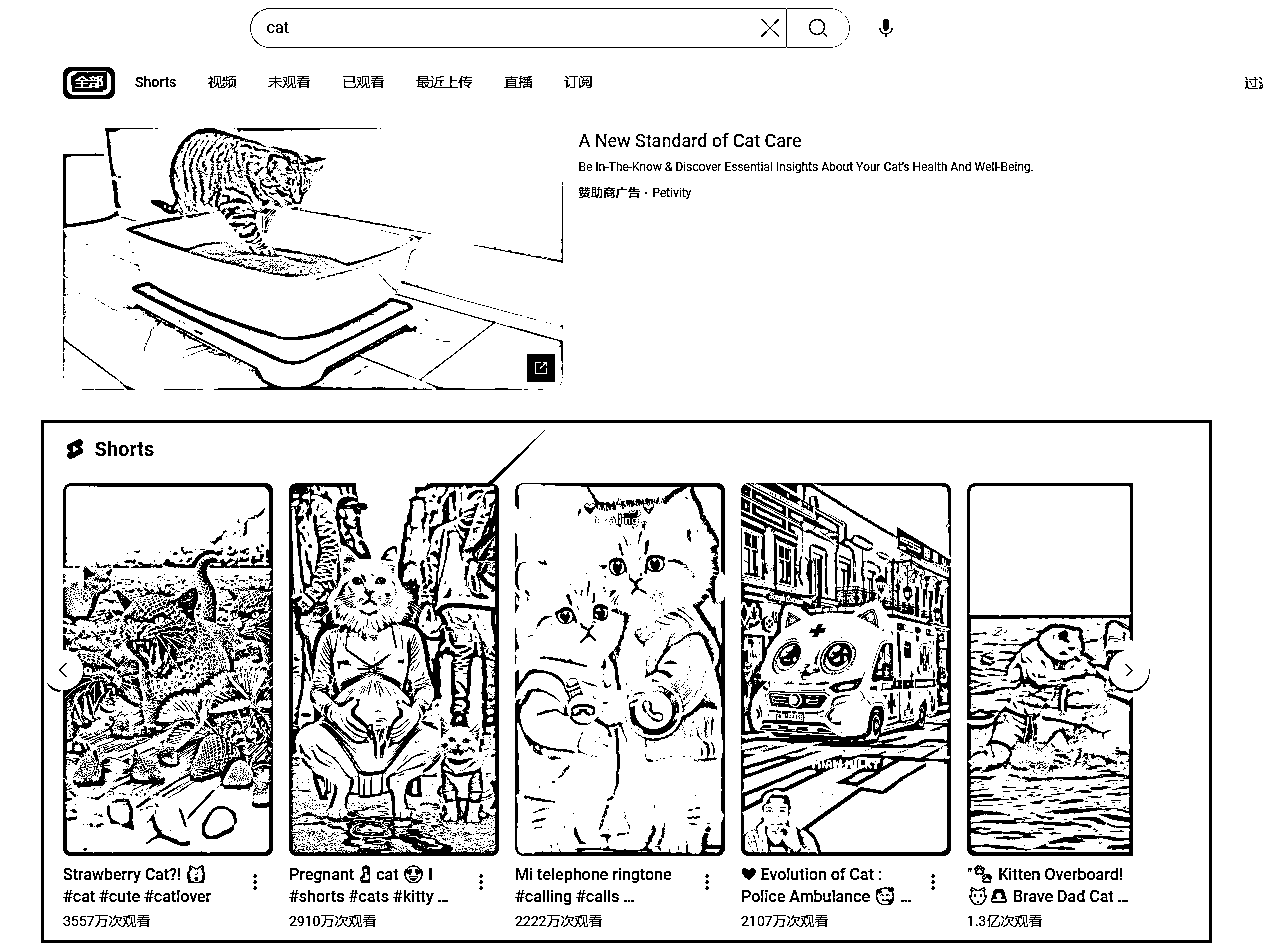 cat
全部 Shorts 视频 未观看 已观看 最近上传 直播 订阅
A New Standard of Cat Care
Be In-The-Know & Discover Essential Insights About Your Cat's Health And Well-Being.
赞助商广告 · Petivity
Shorts
Strawberry Cat?! 🐱
#cat #cute #catlover
3557万次观看
Pregnant 🤰 cat 😍 I
#shorts #cats #kitty ...
2910万次观看
Mi telephone ringtone
#calling #calls ...
2222万次观看
🖤 Evolution of Cat :
Police Ambulance 🥰 ...
2107万次观看
"🐾 Kitten Overboard!
🐱🌊 Brave Dad Cat ...
1.3亿次观看